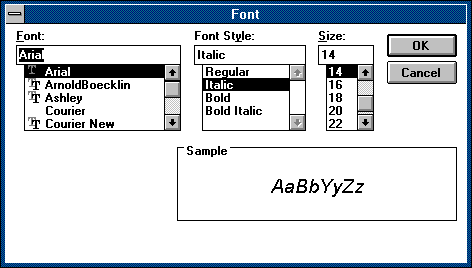 Font
Font: Font Style: Size:
Arial Italic 14 OK
Arial Regular 14 Cancel
ArnoldBoecklin Italic 16
Ashley Bold 18
Courier Bold Italic 20
Courier New 22
Sample
AaBbYyZz